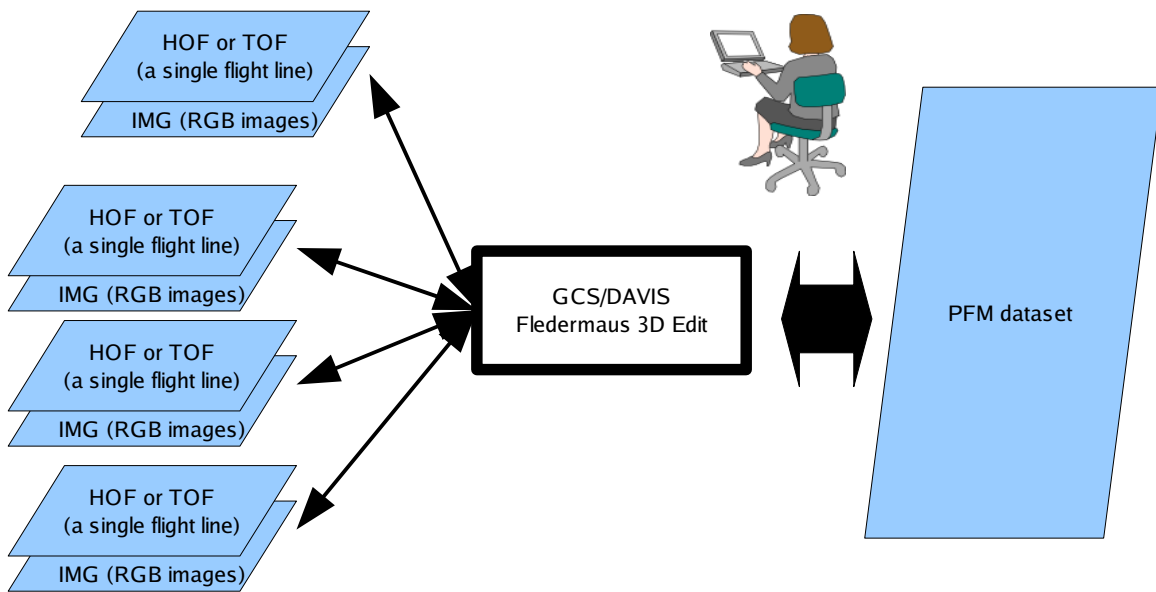 HOF or TOF
(a single flight line)
IMG (RGB images)
HOF or TOF
(a single flight line)
IMG (RGB images)
HOF or TOF
(a single flight line)
IMG (RGB images)
HOF or TOF
(a single flight line)
IMG (RGB images)
GCS/DAVIS
Fledermaus 3D Edit
PFM dataset